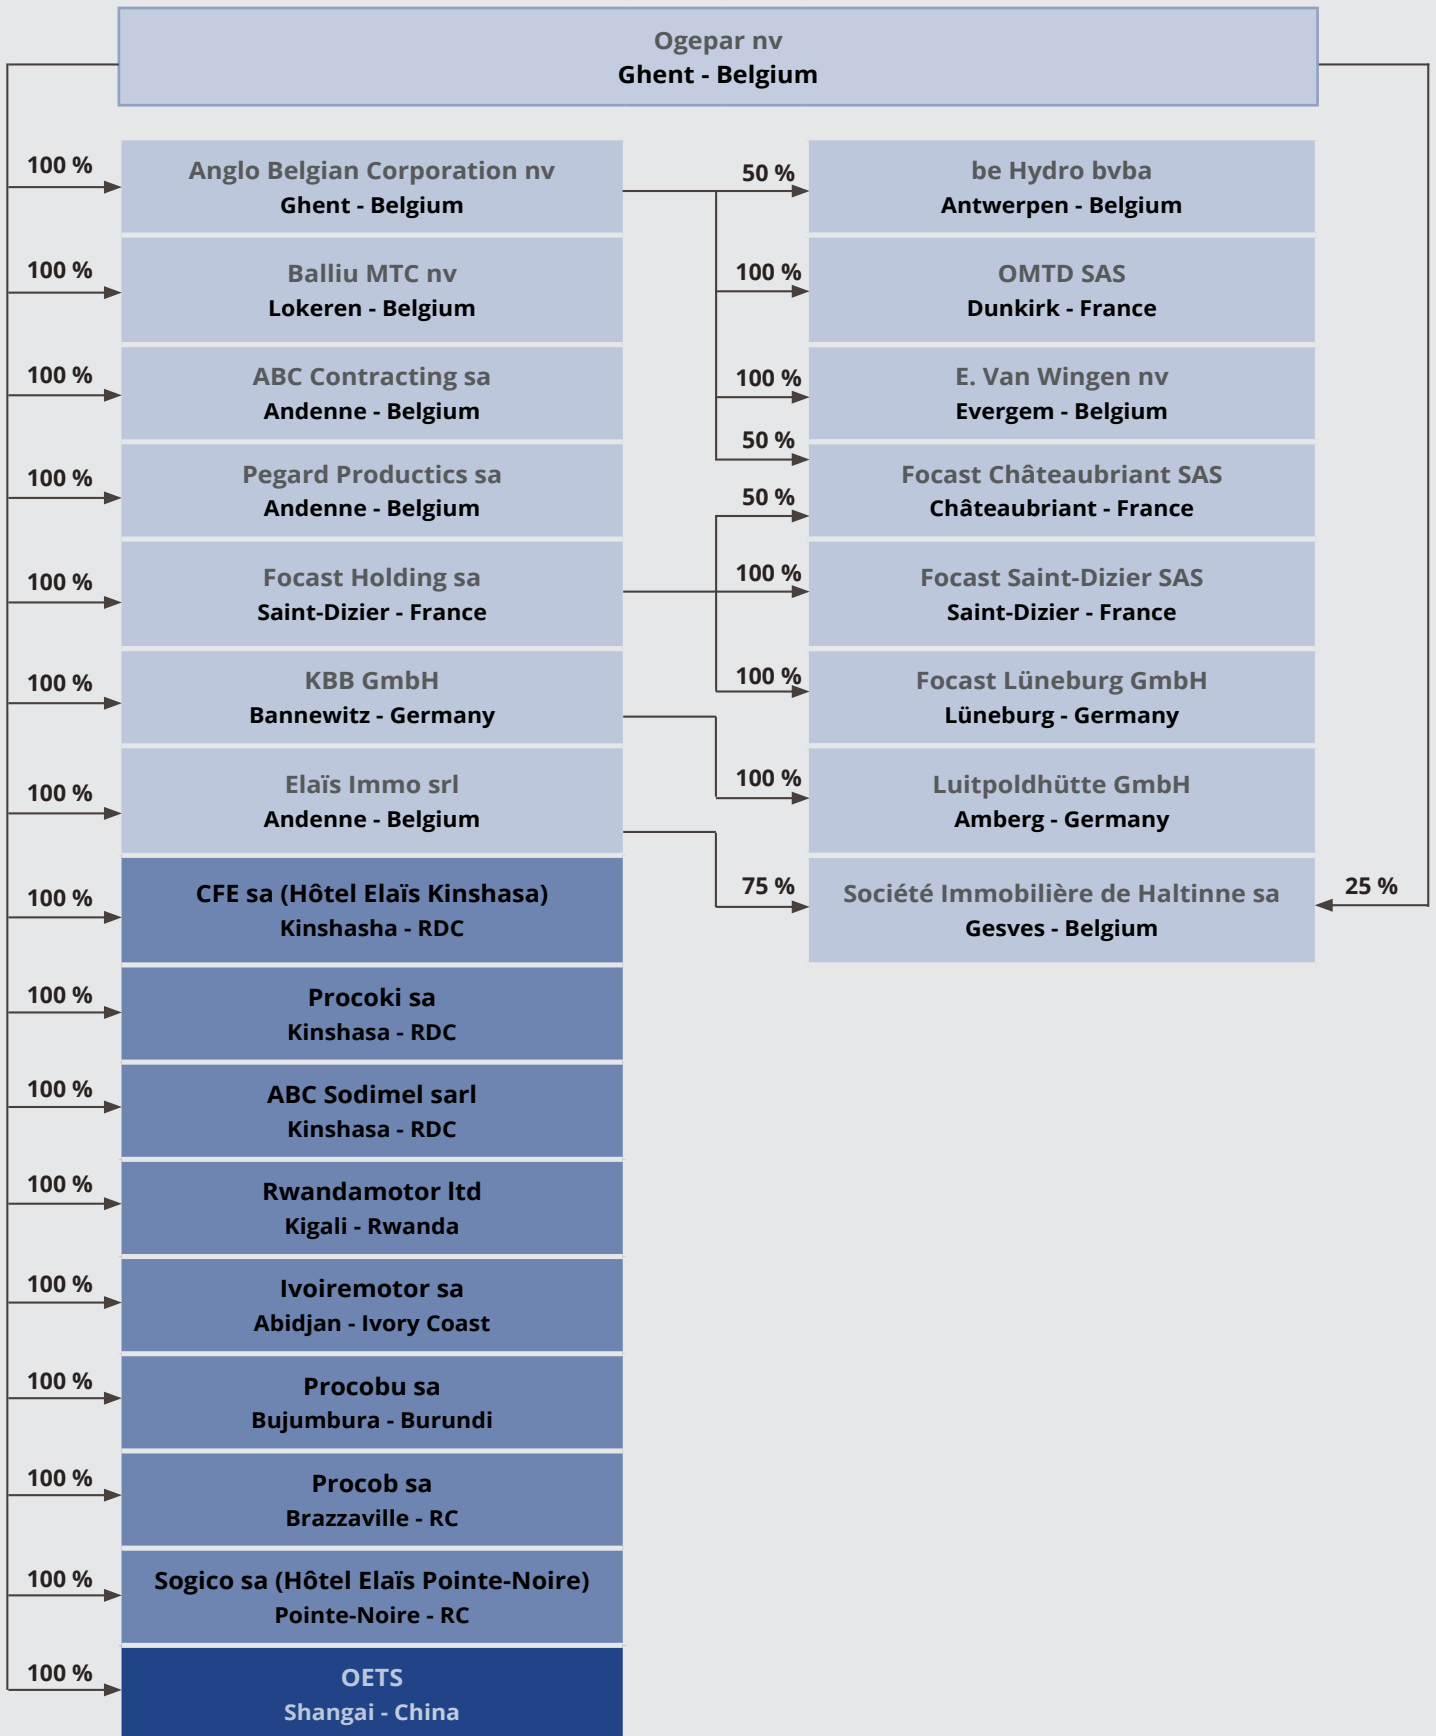 Ogepar nv
Ghent - Belgium
100 %
Anglo Belgian Corporation nv
Ghent - Belgium
50 %
be Hydro bvba
Antwerpen - Belgium
100 %
Balliu MTC nv
Lokeren - Belgium
100 %
OMTD SAS
Dunkirk - France
100 %
ABC Contracting sa
Andenne - Belgium
100 %
E. Van Wingen nv
Evergem - Belgium
100 %
Pegard Productics sa
Andenne - Belgium
50 %
50 %
Focast Châteaubriant SAS
Châteaubriant - France
100 %
Focast Holding sa
Saint-Dizier - France
100 %
Focast Saint-Dizier SAS
Saint-Dizier - France
100 %
KBB GmbH
Bannewitz - Germany
100 %
Focast Lüneburg GmbH
Lüneburg - Germany
100 %
Elaïs Immo srl
Andenne - Belgium
100 %
Luitpoldhütte GmbH
Amberg - Germany
100 %
CFE sa (Hôtel Elaïs Kinshasa)
Kinshasha - RDC
75 %
Société Immobilière de Haltinne sa
Gesves - Belgium
25 %
100 %
Procoki sa
Kinshasa - RDC
100 %
ABC Sodimel sarl
Kinshasa - RDC
100 %
Rwandamotor ltd
Kigali - Rwanda
100 %
Ivoiremotor sa
Abidjan - Ivory Coast
100 %
Procobu sa
Bujumbura - Burundi
100 %
Procob sa
Brazzaville - RC
100 %
Sogico sa (Hôtel Elaïs Pointe-Noire)
Pointe-Noire - RC
100 %
OETS
Shangai - China